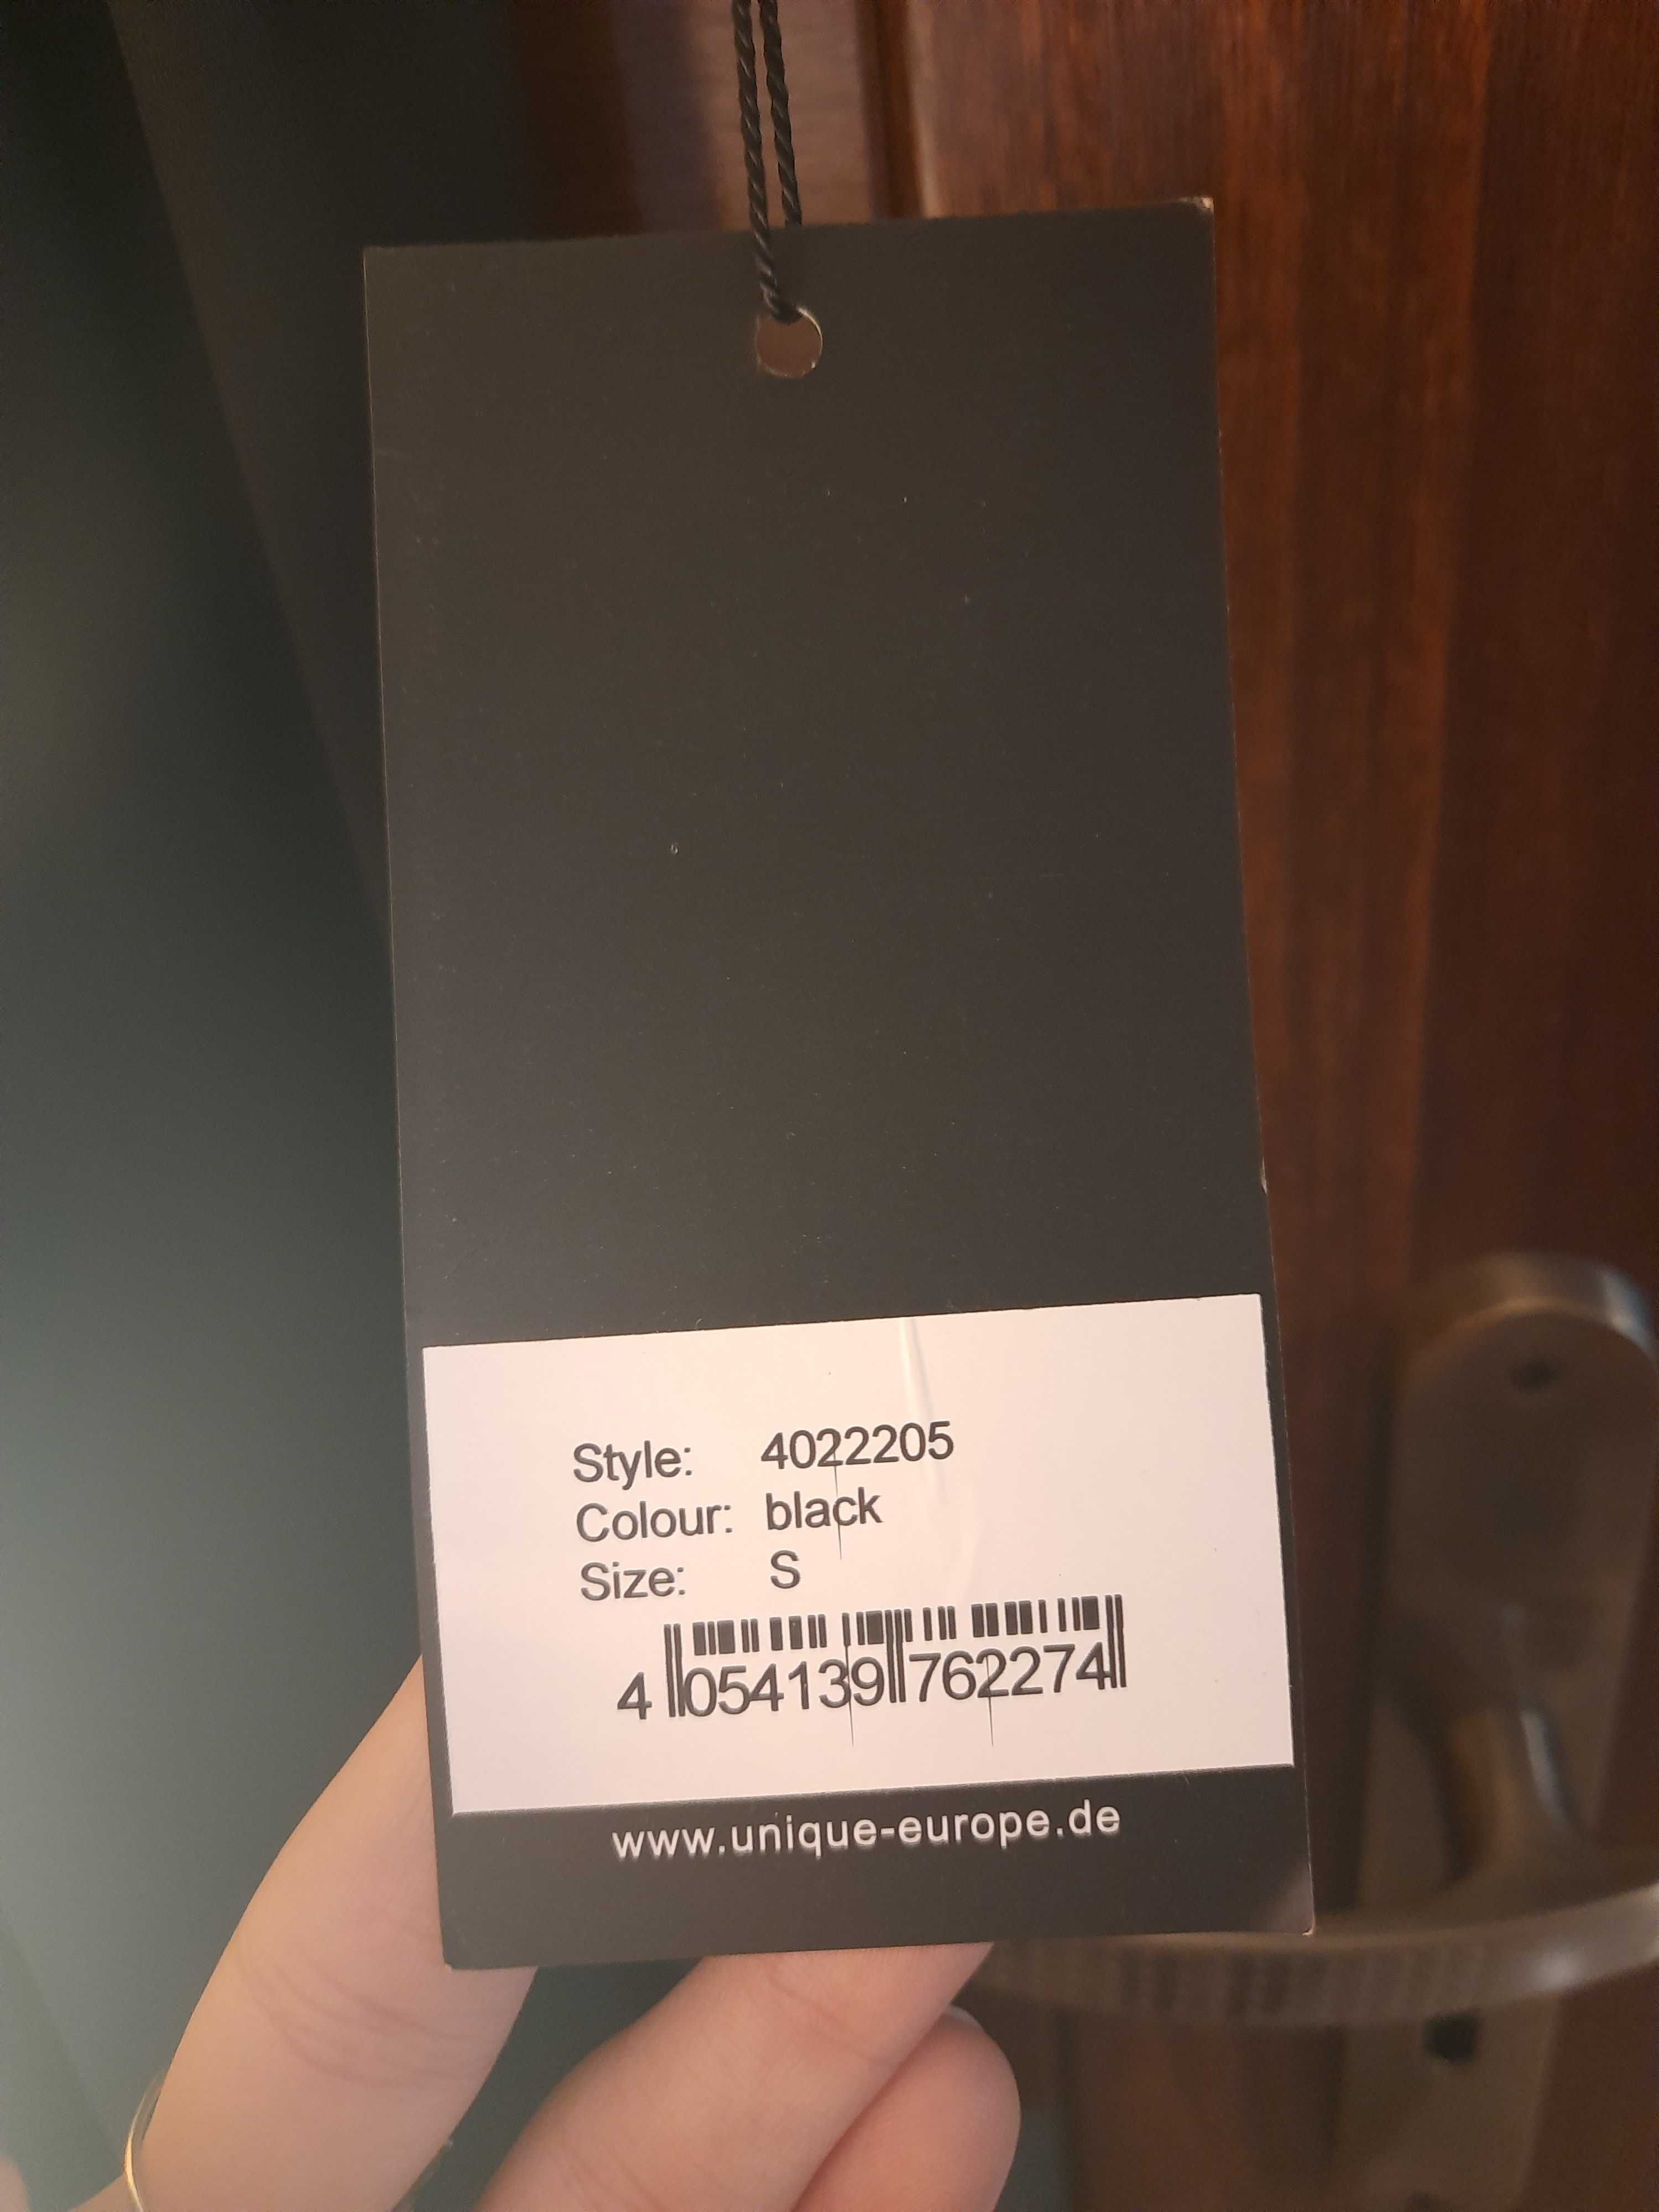 Style: 4022205
Colour: black
Size: S
4 054139 762274
www.unique-europe.de